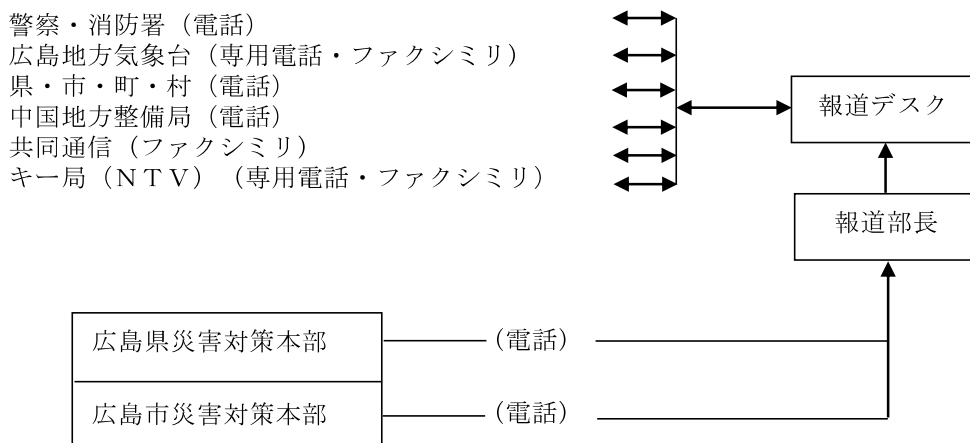 警察・消防署（電話）
広島地方気象台（専用電話・ファクシミリ）
県・市・町・村（電話）
中国地方整備局（電話）
共同通信（ファクシミリ）
キー局（ＮＴＶ）（専用電話・ファクシミリ）
報道デスク
報道部長
広島県災害対策本部 （電話）
広島市災害対策本部 （電話）